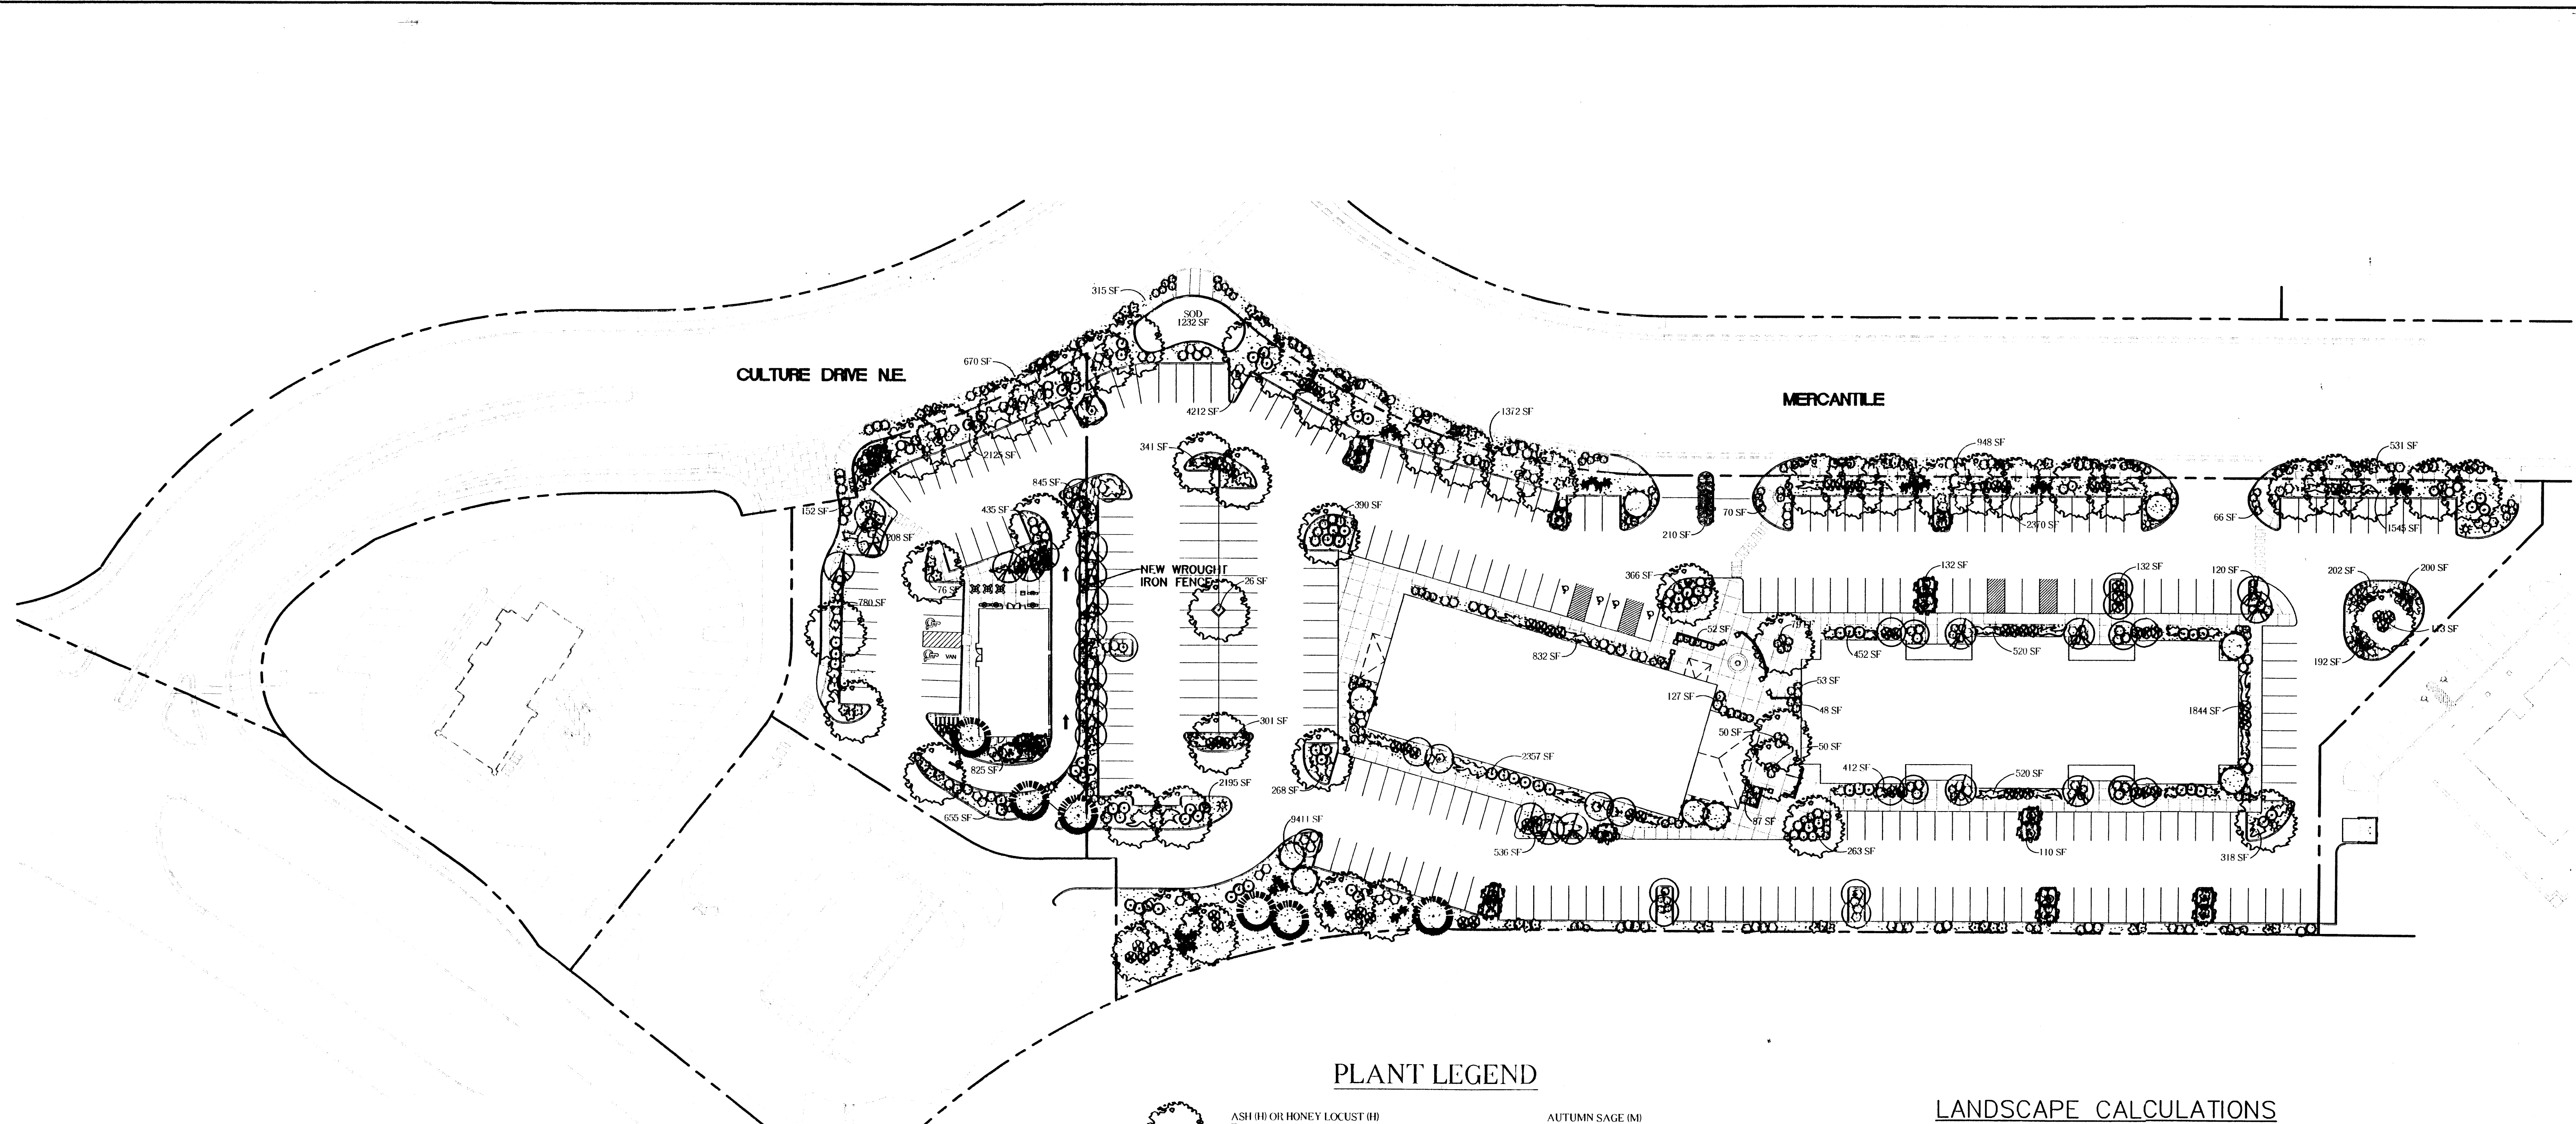 315 SF
SOD
1232 SF
670 SF
CULTURE DRIVE N.E.
MERCANTILE
4212 SF
1372 SF
948 SF
531 SF
341 SF
2125 SF
845 SF
152 SF
435 SF
390 SF
70 SF
66 SF
2370 SF
1545 SF
208 SF
210 SF
NEW WROUGHT
IRON FENCE
26 SF
366 SF
132 SF
132 SF
120 SF
202 SF
200 SF
76 SF
780 SF
52 SF
832 SF
452 SF
520 SF
192 SF
VAN
53 SF
127 SF
48 SF
1844 SF
301 SF
50 SF
50 SF
2357 SF
825 SF
412 SF
520 SF
2195 SF
268 SF
655 SF
9411 SF
87 SF
536 SF
263 SF
110 SF
318 SF
PLANT LEGEND
ASH (H) OR HONEY LOCUST (H)
AUTUMN SAGE (M)
LANDSCAPE CALCULATIONS